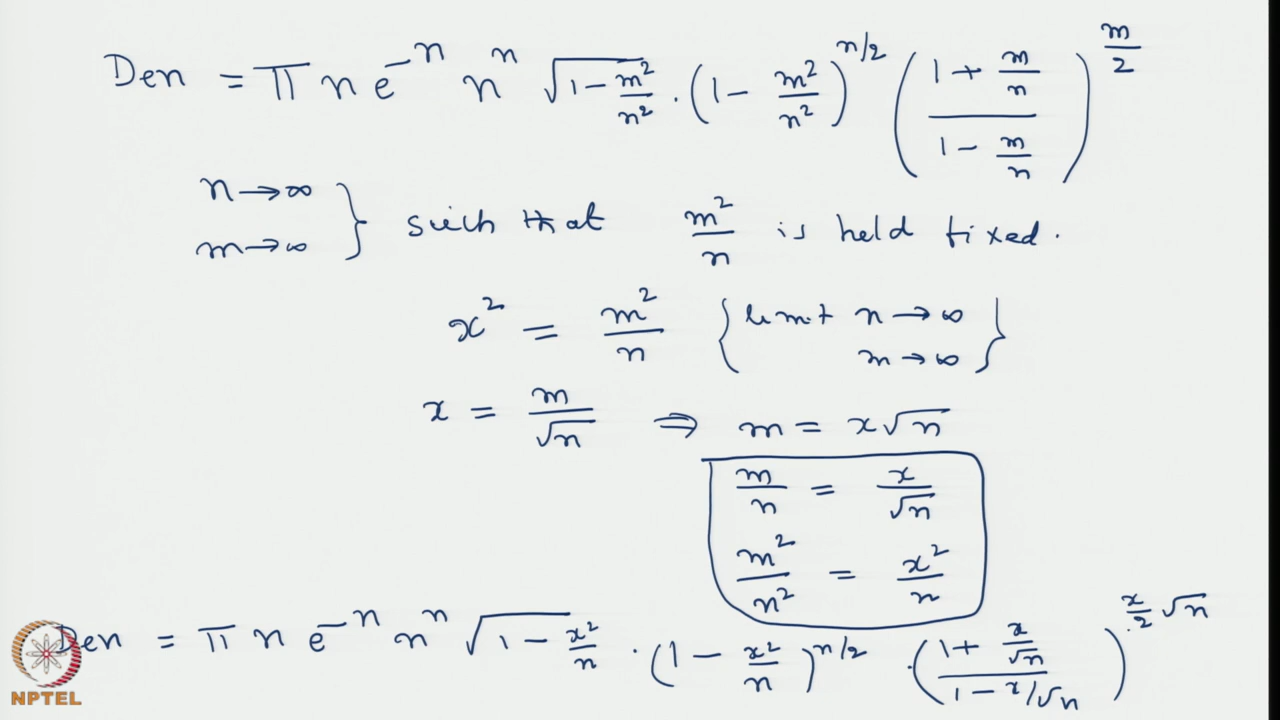 Den = π n e^{-n} n^n √(1 - m²/n²) · (1 - m²/n²)^{n/2} ((1 + m/n)/(1 - m/n))^{m/2}
n → ∞
m → ∞ } such that m²/n is held fixed.
x² = m²/n {limit n → ∞
m → ∞}
x = m/√n ⇒ m = x√n
m/n = x/√n
m²/n² = x²/n
Den = π n e^{-n} n^n √(1 - x²/n) · (1 - x²/n)^{n/2} · ((1 + x/√n)/(1 - x/√n))^{x/2 √n}
NPTEL